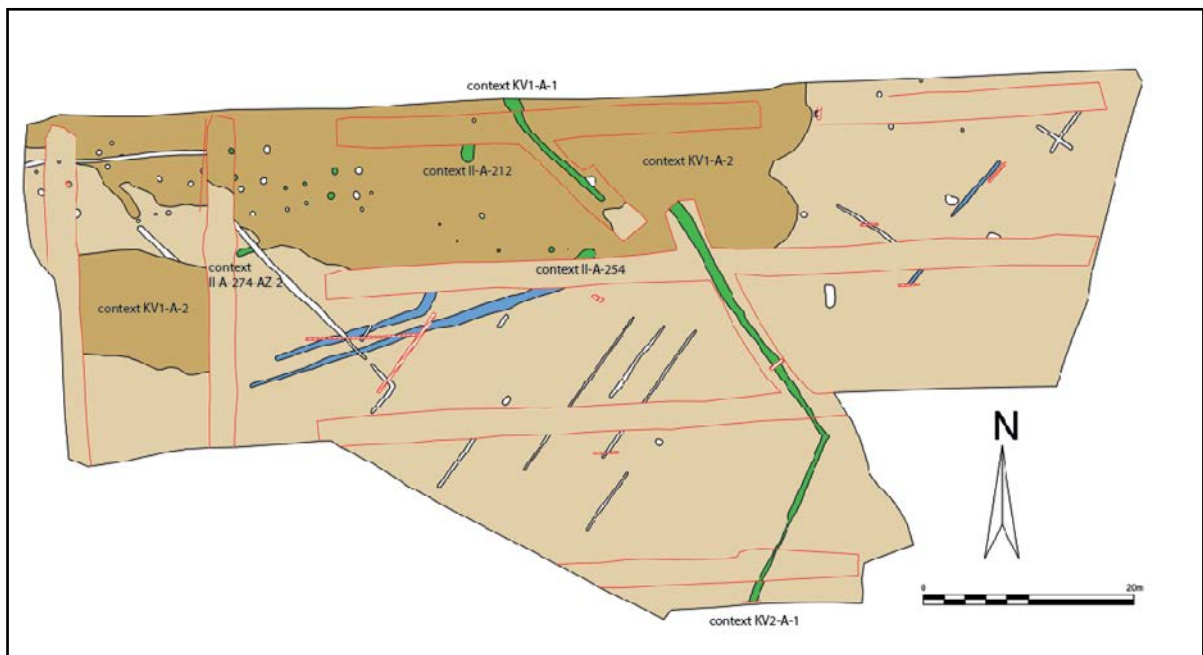 context KV1-A-1
context II-A-212
context KV1-A-2
context
II A 274 AZ 2
context II-A-254
context KV1-A-2
N
0 20m
context KV2-A-1